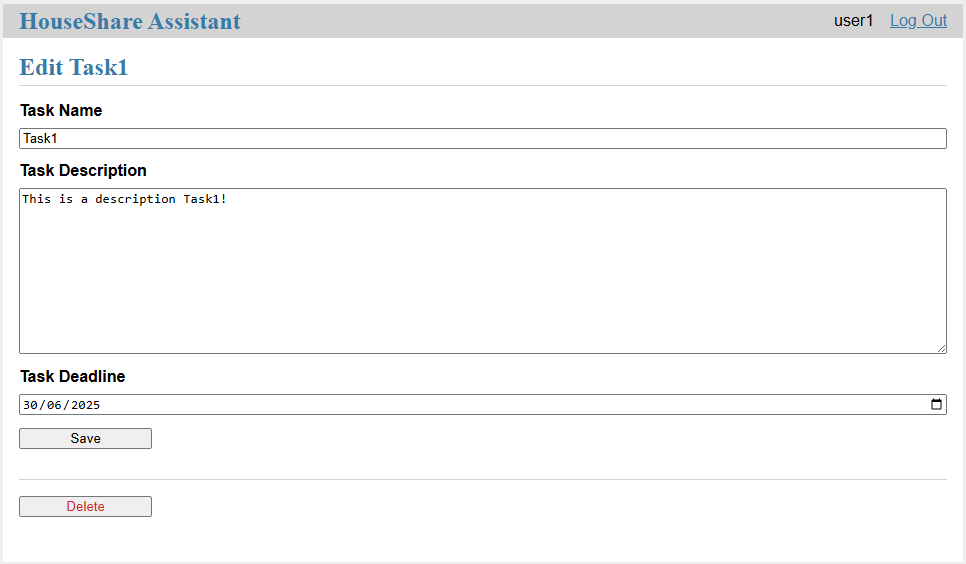 HouseShare Assistant user1 Log Out
Edit Task1
Task Name
Task1
Task Description
This is a description Task1!
Task Deadline
30/06/2025
Save
Delete